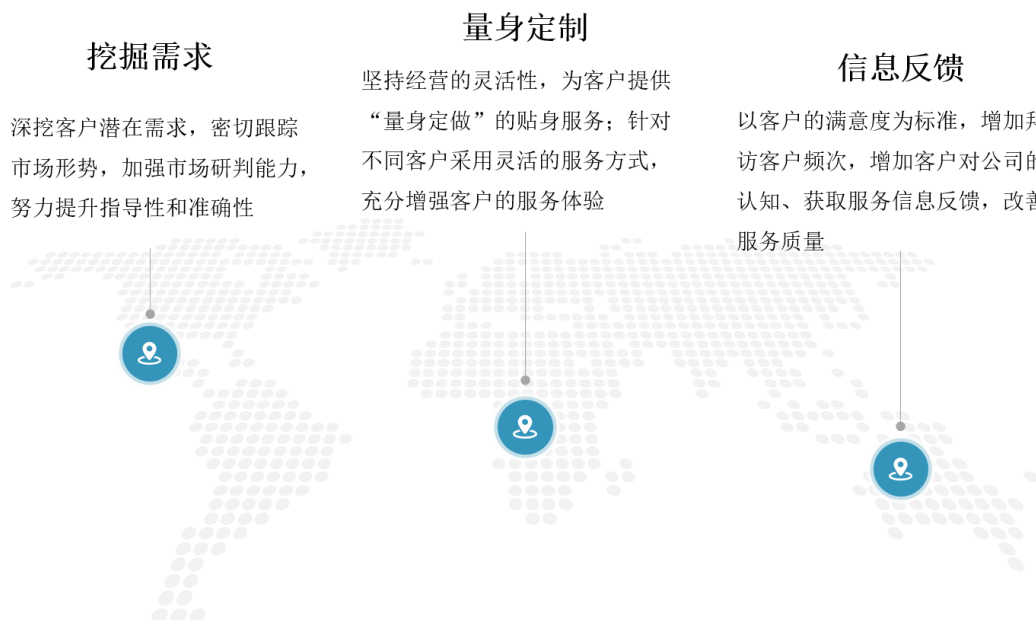 挖掘需求
深挖客户潜在需求，密切跟踪
市场形势，加强市场研判能力，
努力提升指导性和准确性
量身定制
坚持经营的灵活性，为客户提供
“量身定做”的贴身服务；针对
不同客户采用灵活的服务方式，
充分增强客户的服务体验
信息反馈
以客户的满意度为标准，增加拜
访客户频次，增加客户对公司的
认知、获取服务信息反馈，改善
服务质量